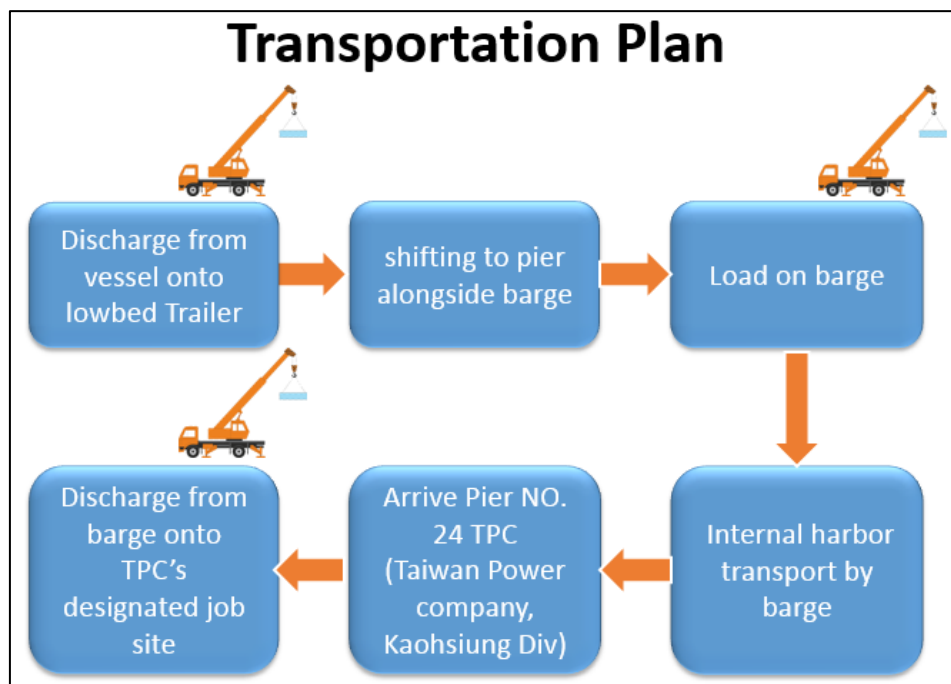 Transportation Plan
Discharge from
vessel onto
lowbed Trailer
shifting to pier
alongside barge
Load on barge
Internal harbor
transport by
barge
Arrive Pier NO.
24 TPC
(Taiwan Power
company,
Kaohsiung Div)
Discharge from
barge onto
TPC’s
designated job
site